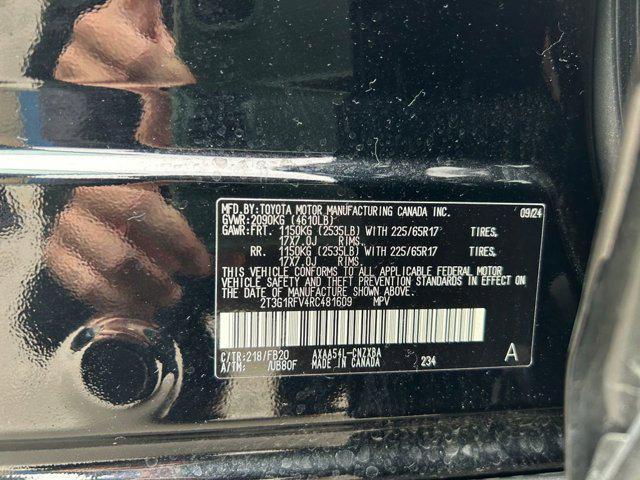 MFD.BY:TOYOTA MOTOR MANUFACTURING CANADA INC. 09/24
GVWR:2090KG (4610LB)
GAWR:FRT. 1150KG (2535LB) WITH 225/65R17 TIRES,
17X7.0J RIMS.
RR. 1150KG (2535LB) WITH 225/65R17 TIRES,
17X7.0J RIMS.
THIS VEHICLE CONFORMS TO ALL APPLICABLE FEDERAL MOTOR
VEHICLE SAFETY AND THEFT PREVENTION STANDARDS IN EFFECT ON
THE DATE OF MANUFACTURE SHOWN ABOVE.
2T3G1RFV4RC481609 MPV
C/TR:218/FB20 AXAA54L-CNZXBA
A/TM: /UB80F MADE IN CANADA 234 A